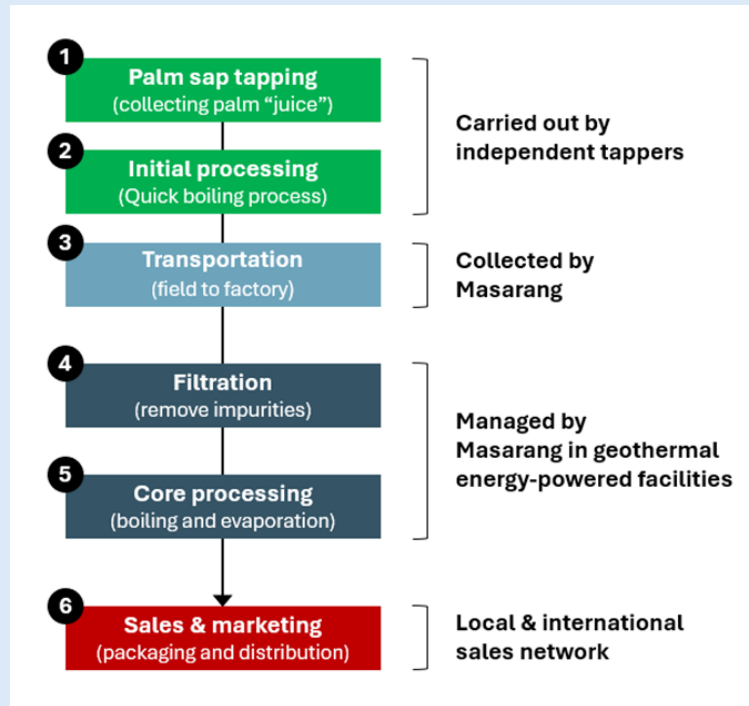 1
Palm sap tapping
(collecting palm “juice”)
Carried out by
independent tappers
2
Initial processing
(Quick boiling process)
3
Transportation
(field to factory)
Collected by
Masarang
4
Filtration
(remove impurities)
Managed by
Masarang in geothermal
energy-powered facilities
5
Core processing
(boiling and evaporation)
6
Sales & marketing
(packaging and distribution)
Local & international
sales network